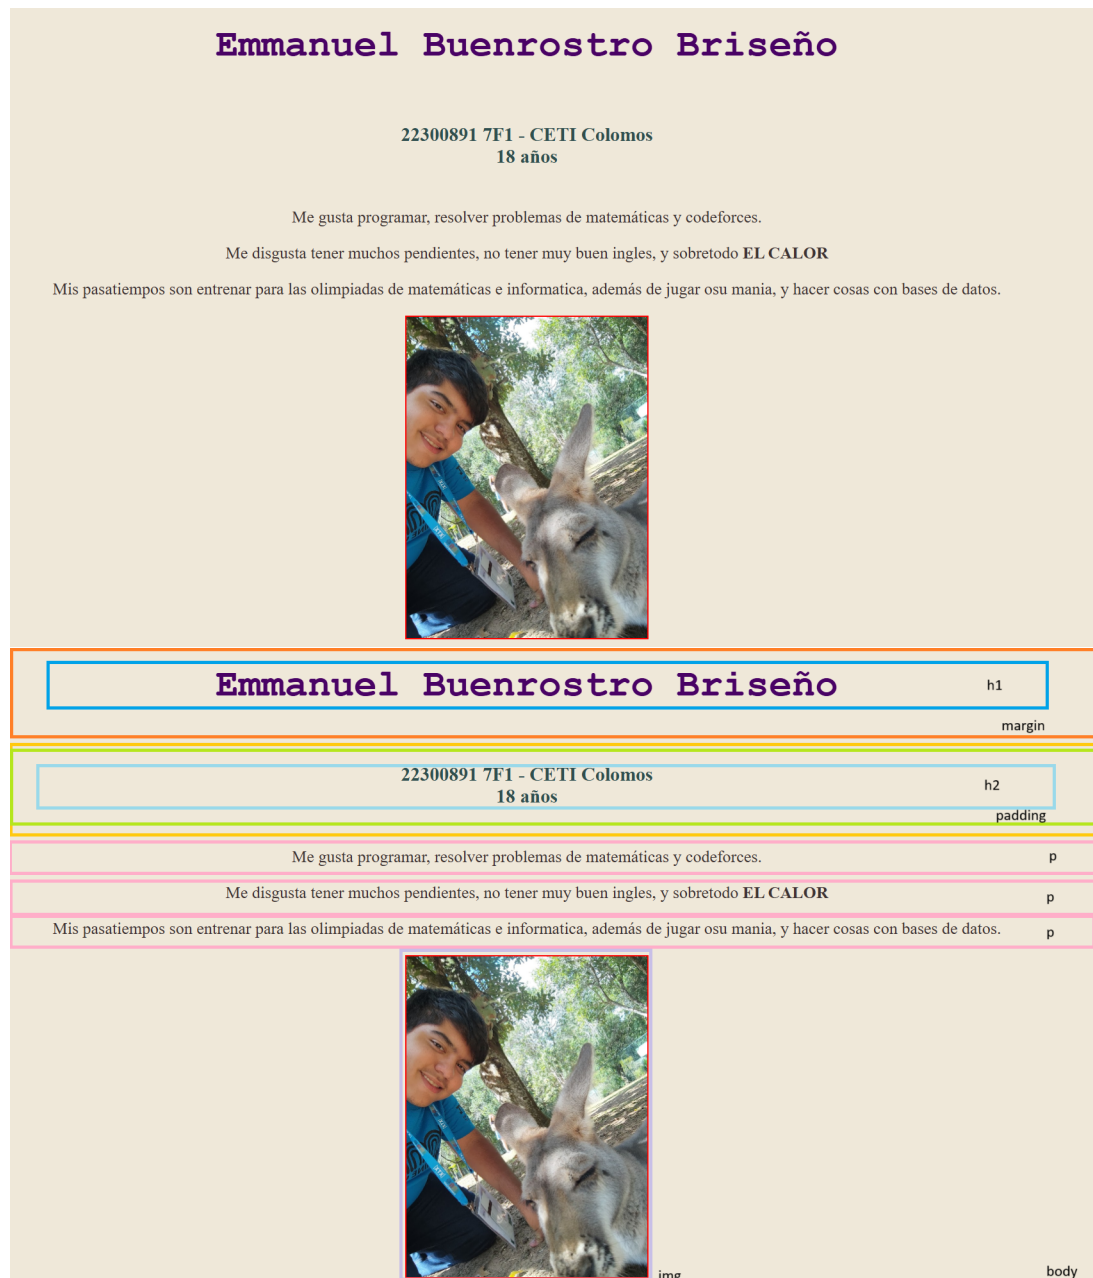 Emmanuel Buenrostro Briseño
22300891 7F1 - CETI Colomos
18 años
Me gusta programar, resolver problemas de matemáticas y codeforces.
Me disgusta tener muchos pendientes, no tener muy buen ingles, y sobretodo EL CALOR
Mis pasatiempos son entrenar para las olimpiadas de matemáticas e informatica, además de jugar osu mania, y hacer cosas con bases de datos.
Emmanuel Buenrostro Briseño
h1
margin
22300891 7F1 - CETI Colomos
18 años
h2
padding
Me gusta programar, resolver problemas de matemáticas y codeforces.
p
Me disgusta tener muchos pendientes, no tener muy buen ingles, y sobretodo EL CALOR
p
Mis pasatiempos son entrenar para las olimpiadas de matemáticas e informatica, además de jugar osu mania, y hacer cosas con bases de datos.
p
img
body